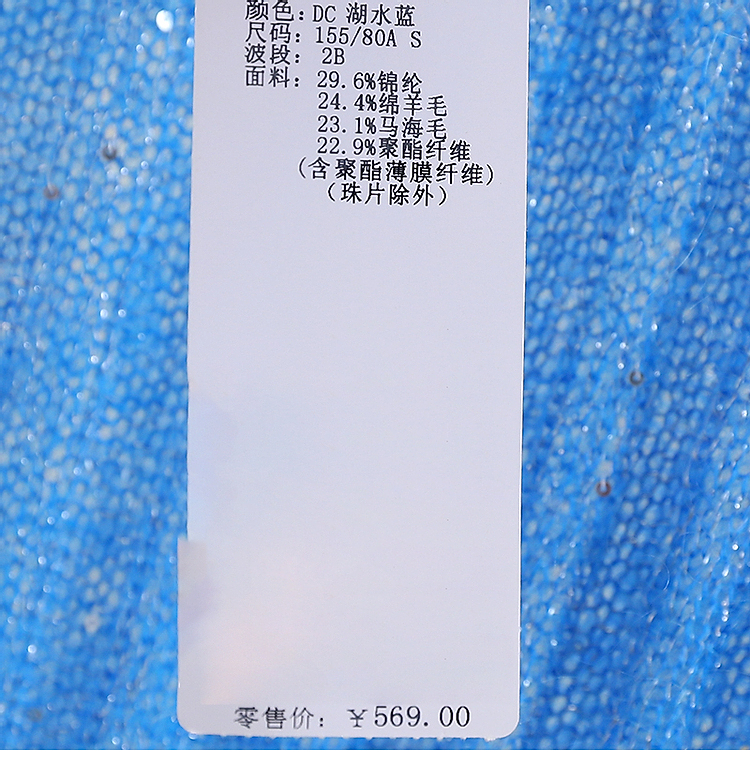 颜色：DC 湖水蓝
尺码：155/80A S
波段： 2B
面料：29.6%锦纶
24.4%绵羊毛
23.1%马海毛
22.9%聚酯纤维
(含聚酯薄膜纤维)
（珠片除外）
零售价：￥569.00